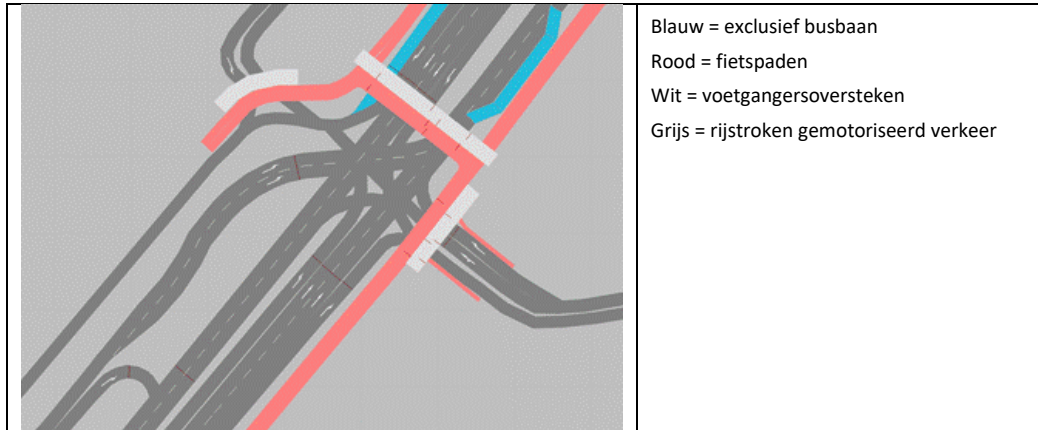 Blauw = exclusief busbaan
Rood = fietspaden
Wit = voetgangersoversteken
Grijs = rijstroken gemotoriseerd verkeer